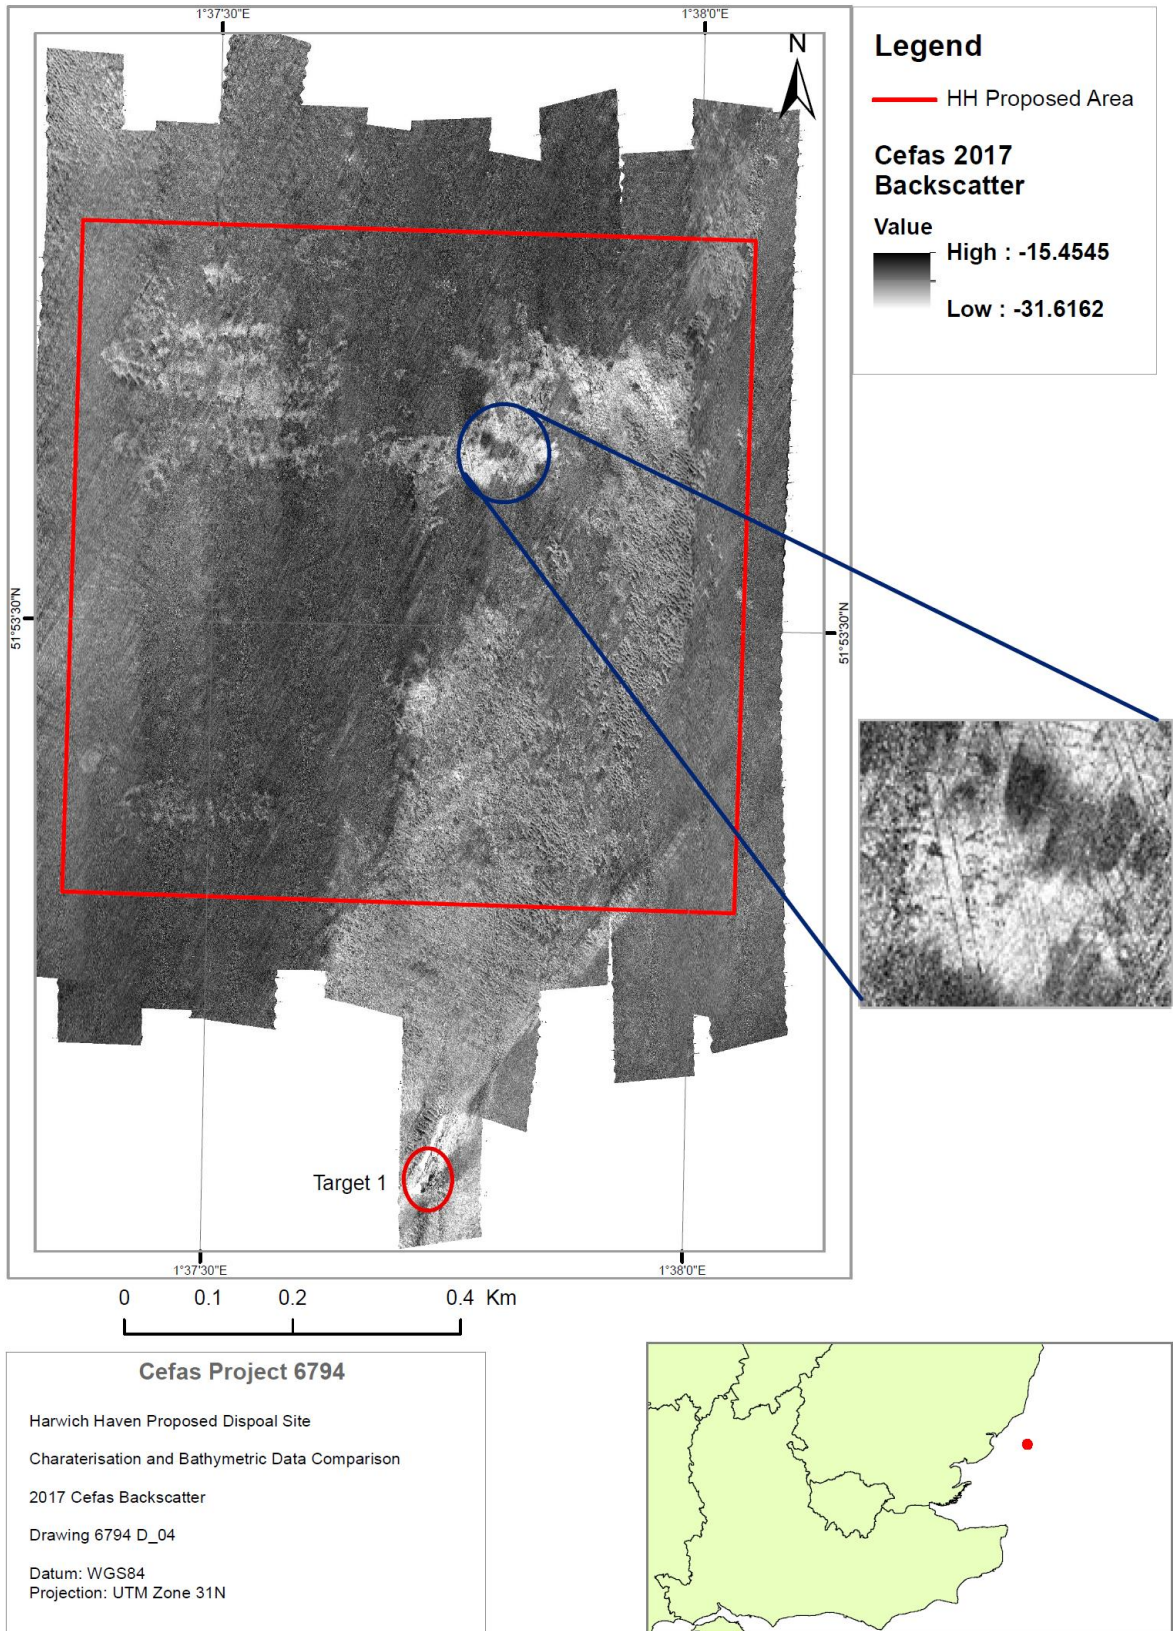 1°37'30"E
1°38'0"E
N
Legend
HH Proposed Area
Cefas 2017
Backscatter
Value
High : -15.4545
Low : -31.6162
51°53'30"N
51°53'30"N
Target 1
1°37'30"E
1°38'0"E
0 0.1 0.2 0.4 Km
Cefas Project 6794
Harwich Haven Proposed Dispoal Site
Charaterisation and Bathymetric Data Comparison
2017 Cefas Backscatter
Drawing 6794 D_04
Datum: WGS84
Projection: UTM Zone 31N